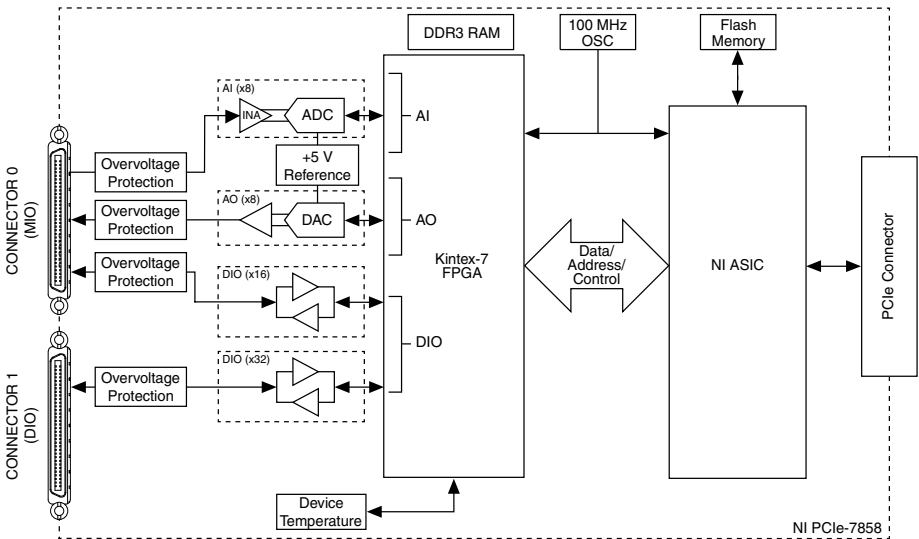 DDR3 RAM
100 MHz
OSC
Flash
Memory
AI (x8)
INA
ADC
AI
CONNECTOR 0
(MIO)
Overvoltage
Protection
+5 V
Reference
AO (x8)
Overvoltage
Protection
DAC
AO
Kintex-7
FPGA
Data/
Address/
Control
NI ASIC
PCIe Connector
Overvoltage
Protection
DIO (x16)
DIO
CONNECTOR 1
(DIO)
Overvoltage
Protection
DIO (x32)
Device
Temperature
NI PCIe-7858